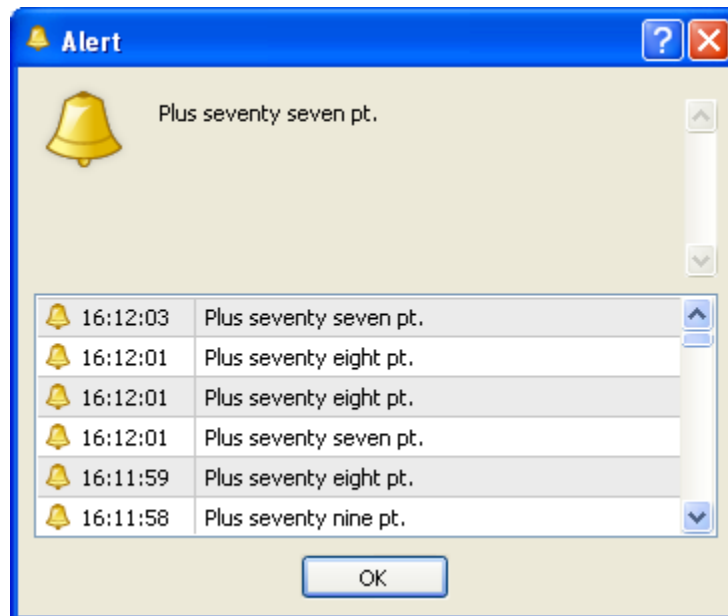 Alert
Plus seventy seven pt.
16:12:03 Plus seventy seven pt.
16:12:01 Plus seventy eight pt.
16:12:01 Plus seventy eight pt.
16:12:01 Plus seventy seven pt.
16:11:59 Plus seventy eight pt.
16:11:58 Plus seventy nine pt.
OK